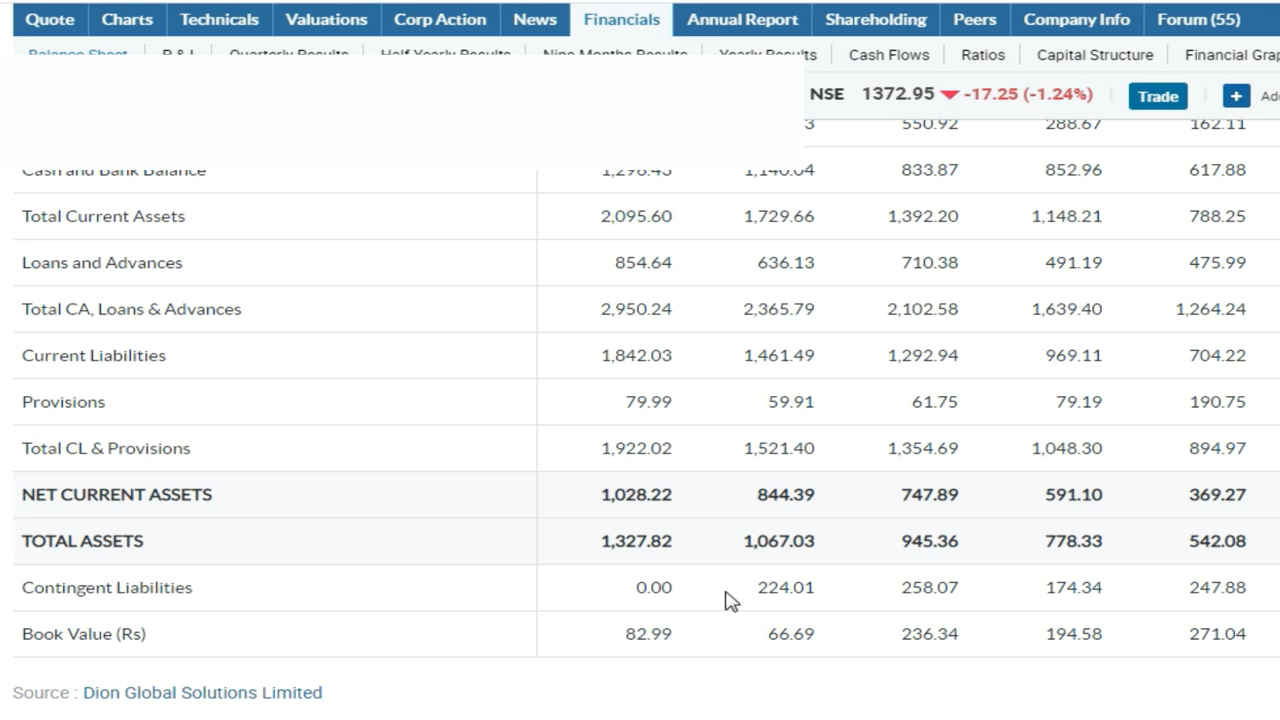 Quote Charts Technicals Valuations Corp Action News Financials Annual Report Shareholding Peers Company Info Forum (55)
Balance Sheet P & L Quarterly Results Half Yearly Results Nine Months Results Yearly Results Cash Flows Ratios Capital Structure Financial Grap
NSE 1372.95 -17.25 (-1.24%) Trade + Ad
3 550.92 288.67 162.11
Cash and Bank Balance 833.87 852.96 617.88
Total Current Assets 2,095.60 1,729.66 1,392.20 1,148.21 788.25
Loans and Advances 854.64 636.13 710.38 491.19 475.99
Total CA, Loans & Advances 2,950.24 2,365.79 2,102.58 1,639.40 1,264.24
Current Liabilities 1,842.03 1,461.49 1,292.94 969.11 704.22
Provisions 79.99 59.91 61.75 79.19 190.75
Total CL & Provisions 1,922.02 1,521.40 1,354.69 1,048.30 894.97
NET CURRENT ASSETS 1,028.22 844.39 747.89 591.10 369.27
TOTAL ASSETS 1,327.82 1,067.03 945.36 778.33 542.08
Contingent Liabilities 0.00 224.01 258.07 174.34 247.88
Book Value (Rs) 82.99 66.69 236.34 194.58 271.04
Source : Dion Global Solutions Limited